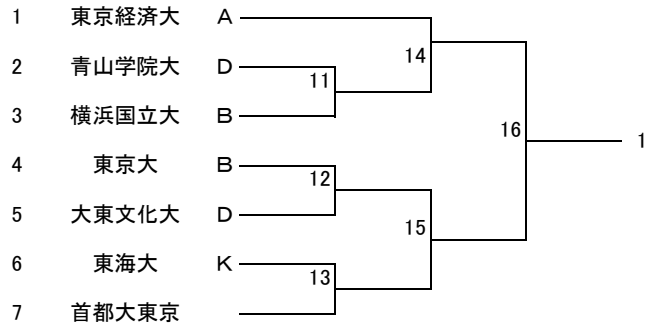 1 東京経済大 A
14
2 青山学院大 D
11
3 横浜国立大 B
16
1
4 東京大 B
12
5 大東文化大 D
15
6 東海大 K
13
7 首都大東京